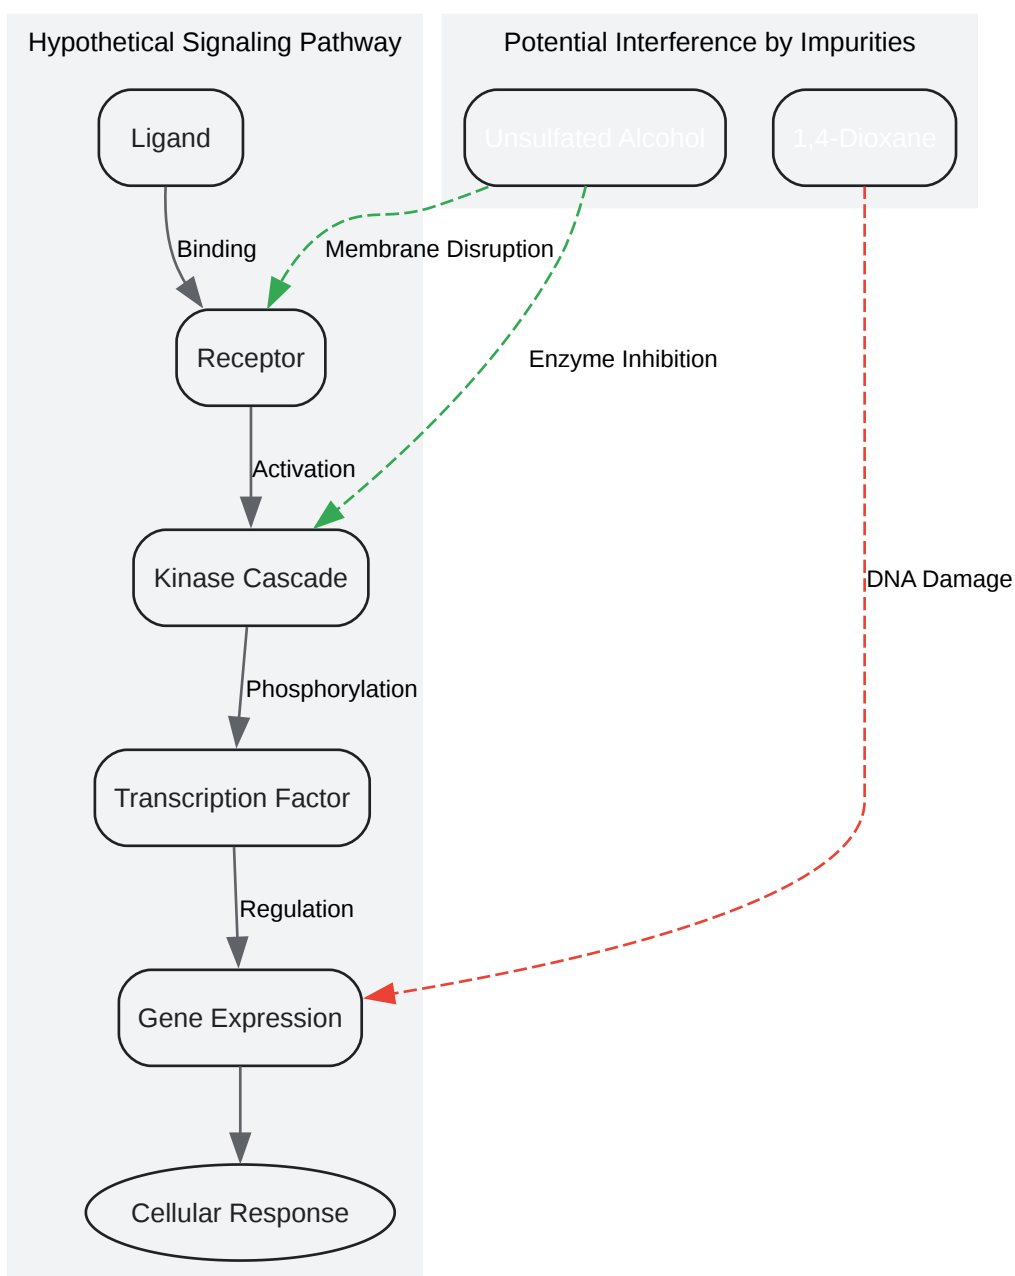 Hypothetical Signaling Pathway
Potential Interference by Impurities
Ligand
Unsulfated Alcohol
1,4-Dioxane
Binding
Membrane Disruption
Receptor
Enzyme Inhibition
Activation
Kinase Cascade
DNA Damage
Phosphorylation
Transcription Factor
Regulation
Gene Expression
Cellular Response